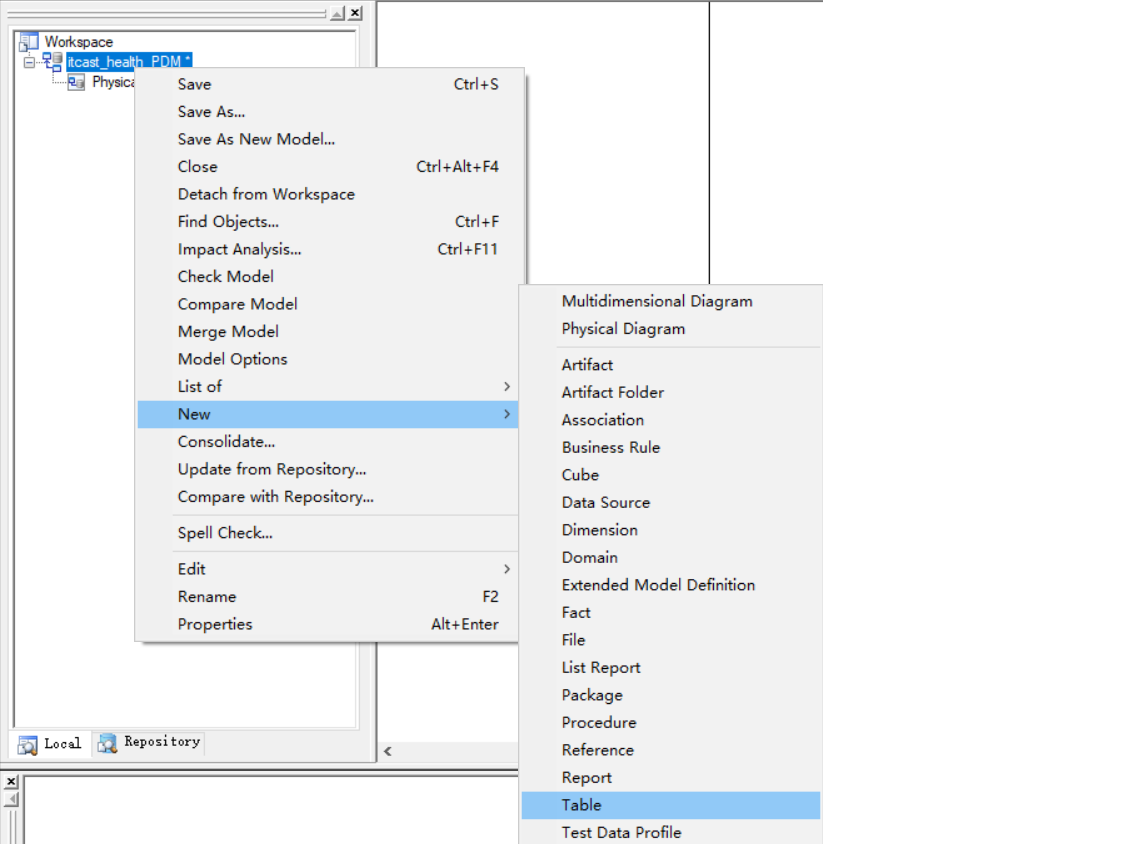 Workspace
itcast_health_PDM *
Physica
Save Ctrl+S
Save As...
Save As New Model...
Close Ctrl+Alt+F4
Detach from Workspace
Find Objects... Ctrl+F
Impact Analysis... Ctrl+F11
Check Model
Compare Model
Merge Model
Model Options
List of
New
Consolidate...
Update from Repository...
Compare with Repository...
Spell Check...
Edit
Rename F2
Properties Alt+Enter
Multidimensional Diagram
Physical Diagram
Artifact
Artifact Folder
Association
Business Rule
Cube
Data Source
Dimension
Domain
Extended Model Definition
Fact
File
List Report
Package
Procedure
Reference
Report
Table
Test Data Profile
Local Repository